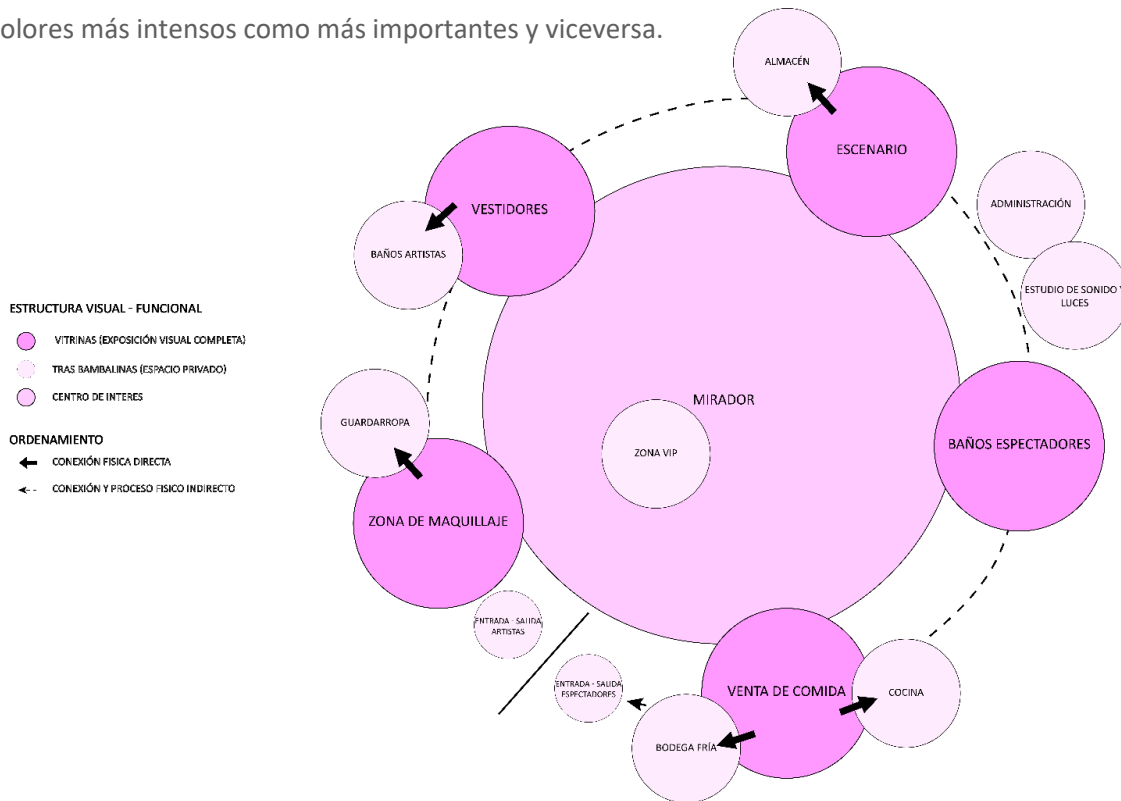 olores más intensos como más importantes y viceversa.
ALMACÉN
ESCENARIO
VESTIDORES
ADMINISTRACIÓN
BAÑOS ARTISTAS
ESTUDIO DE SONIDO Y
LUCES
ESTRUCTURA VISUAL - FUNCIONAL
VITRINAS (EXPOSICIÓN VISUAL COMPLETA)
TRAS BAMBALINAS (ESPACIO PRIVADO)
CENTRO DE INTERES
ORDENAMIENTO
CONEXIÓN FISICA DIRECTA
CONEXIÓN Y PROCESO FISICO INDIRECTO
MIRADOR
GUARDARROPA
ZONA VIP
BAÑOS ESPECTADORES
ZONA DE MAQUILLAJE
ENTRADA - SALIDA
ARTISTAS
ENTRADA - SALIDA
ESPECTADORES
VENTA DE COMIDA
COCINA
BODEGA FRÍA